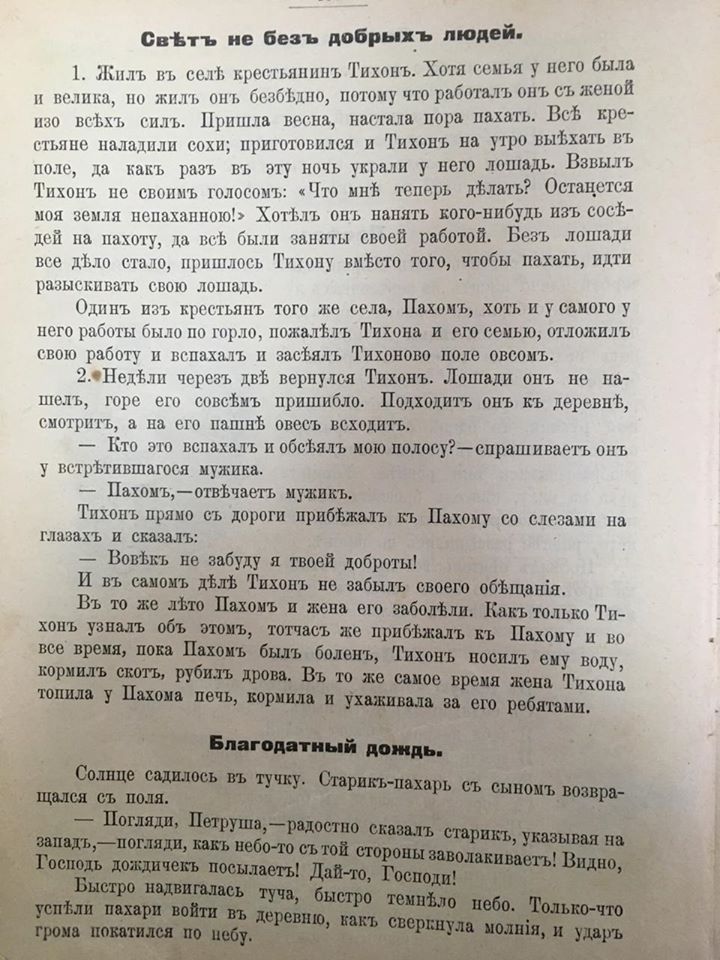 Свѣтъ не безъ добрыхъ людей.
1. Жилъ въ селѣ крестьянинъ Тихонъ. Хотя семья у него была
и велика, но жилъ онъ безбѣдно, потому что работалъ онъ съ женой
изо всѣхъ силъ. Пришла весна, настала пора пахать. Всѣ кре-
стьяне наладили сохи; приготовился и Тихонъ на утро выѣхать въ
поле, да какъ разъ въ эту ночь украли у него лошадь. Взвылъ
Тихонъ не своимъ голосомъ: «Что мнѣ теперь дѣлать? Останется
моя земля непаханною!» Хотѣлъ онъ нанять кого-нибудь изъ сосѣ-
дей на пахоту, да всѣ были заняты своей работой. Безъ лошади
все дѣло стало, пришлось Тихону вмѣсто того, чтобы пахать, идти
разыскивать свою лошадь.
Одинъ изъ крестьянъ того же села, Пахомъ, хоть и у самого у
него работы было по горло, пожалѣлъ Тихона и его семью, отложилъ
свою работу и вспахалъ и засѣялъ Тихоново поле овсомъ.
2. Недѣли черезъ двѣ вернулся Тихонъ. Лошади онъ не на-
шелъ, горе его совсѣмъ пришибло. Подходитъ онъ къ деревнѣ,
смотритъ, а на его пашнѣ овесъ всходитъ.
— Кто это вспахалъ и обсѣялъ мою полосу?—спрашиваетъ онъ
у встрѣтившагося мужика.
— Пахомъ,—отвѣчаетъ мужикъ.
Тихонъ прямо съ дороги прибѣжалъ къ Пахому со слезами на
глазахъ и сказалъ:
— Вовѣкъ не забуду я твоей доброты!
И въ самомъ дѣлѣ Тихонъ не забылъ своего обѣщанія.
Въ то же лѣто Пахомъ и жена его заболѣли. Какъ только Ти-
хонъ узналъ объ этомъ, тотчасъ же прибѣжалъ къ Пахому и во
все время, пока Пахомъ былъ боленъ, Тихонъ носилъ ему воду,
кормилъ скотъ, рубилъ дрова. Въ то же самое время жена Тихона
топила у Пахома печь, кормила и ухаживала за его ребятами.
Благодатный дождь.
Солнце садилось въ тучку. Старикъ-пахарь съ сыномъ возвра-
щался съ поля.
— Погляди, Петруша,—радостно сказалъ старикъ, указывая на
западъ,—погляди, какъ небо-то съ той стороны заволакиваетъ! Видно,
Господь дождичекъ посылаетъ! Дай-то, Господи!
Быстро надвигалась туча, быстро темнѣло небо. Только-что
успѣли пахари войти въ деревню, какъ сверкнула молнія, и ударъ
грома покатился по небу.